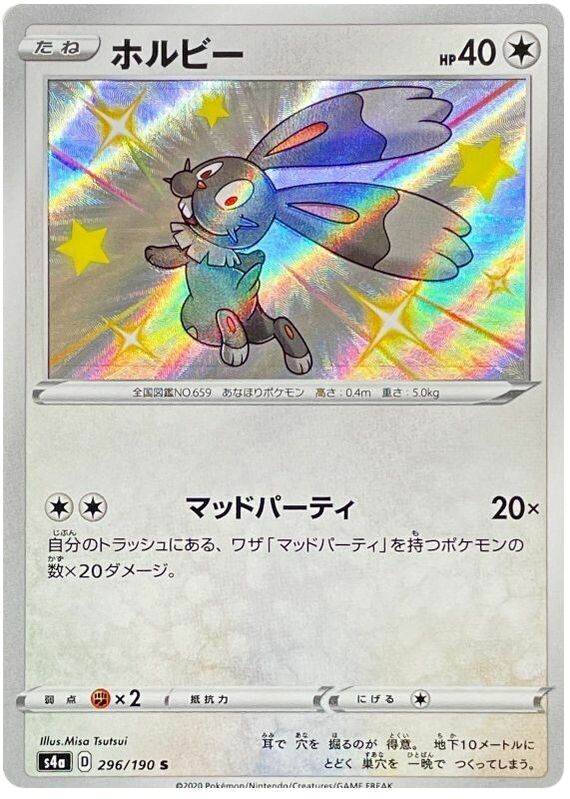 たね ホルビー HP40
全国図鑑NO.659 あなほりポケモン 高さ:0.4m 重さ:5.0kg
マッドパーティ 20×
自分のトラッシュにある、ワザ「マッドパーティ」を持つポケモンの
数×20ダメージ。
弱点 ×2 抵抗力 にげる
Illus.Misa Tsutsui
s4a D 296/190 S
耳で 穴を 掘るのが 得意。 地下10メートルに
とどく 巣穴を 一晩で つくってしまう。
©2020 Pokémon/Nintendo/Creatures/GAME FREAK